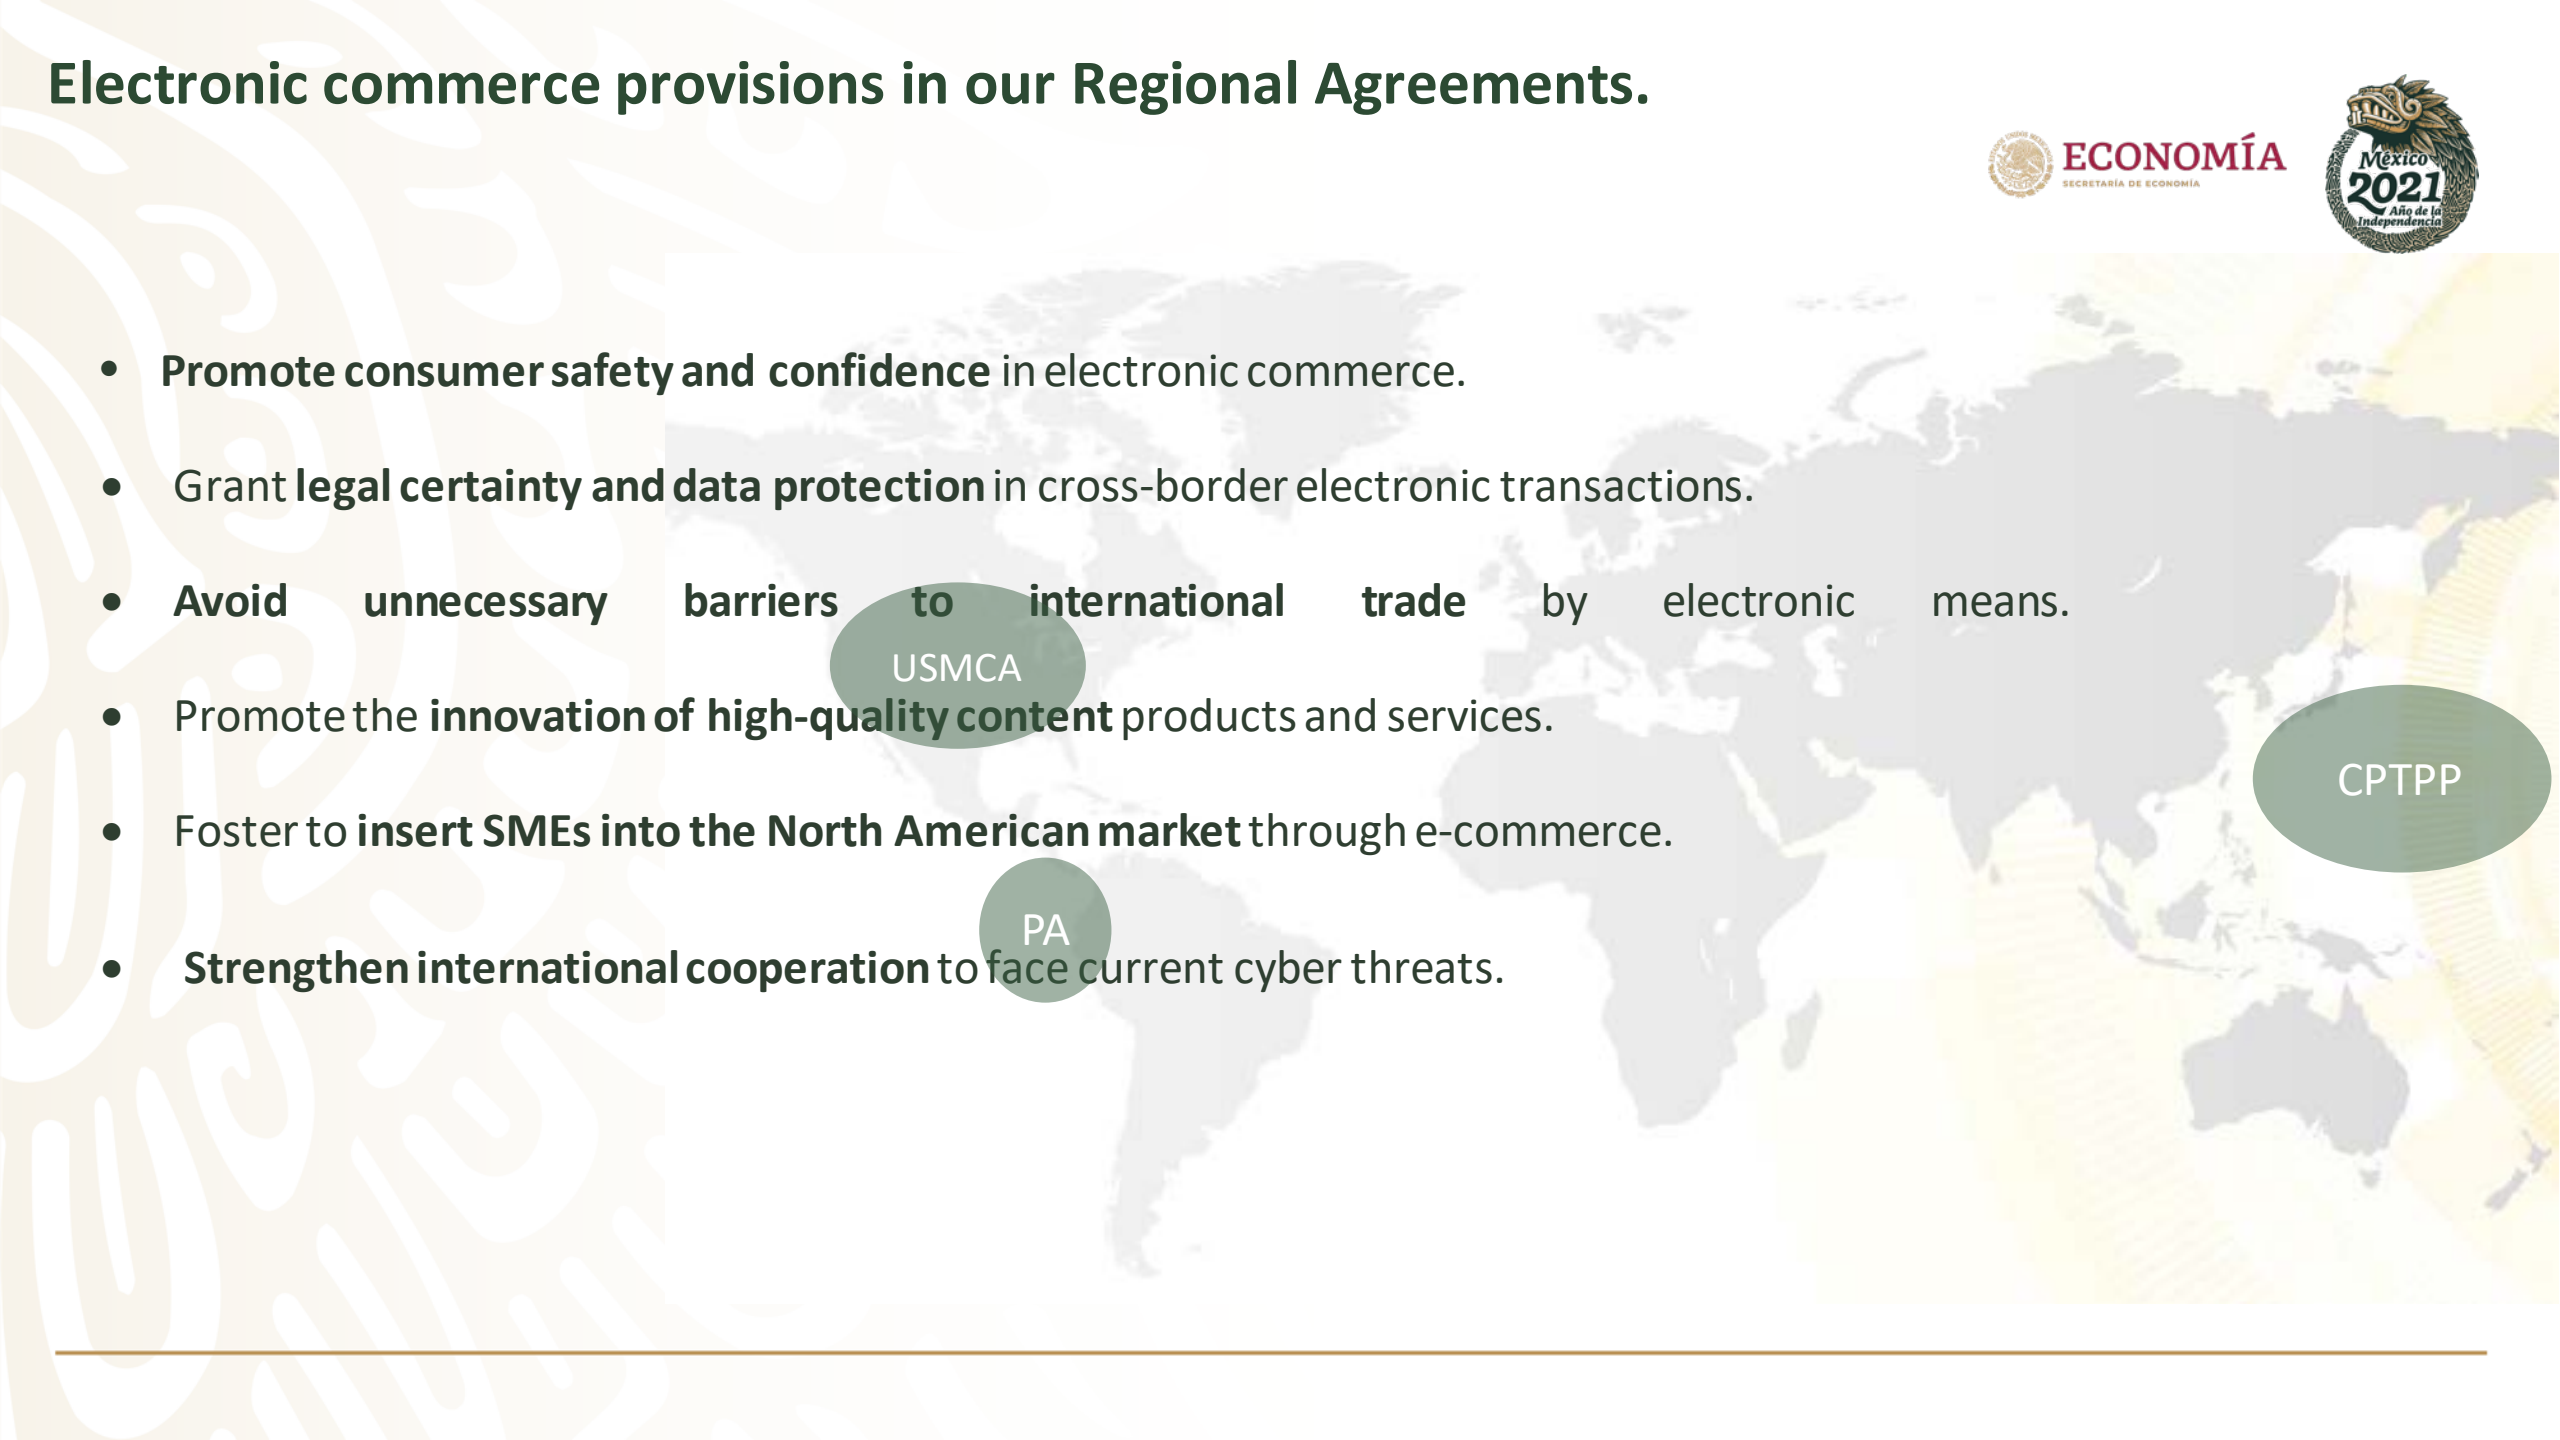 Electronic commerce provisions in our Regional Agreements.
ECONOMÍA
SECRETARÍA DE ECONOMÍA
México
2021
Año de la
Independencia
• Promote consumer safety and confidence in electronic commerce.
• Grant legal certainty and data protection in cross-border electronic transactions.
• Avoid unnecessary barriers to international trade by electronic means.
USMCA
• Promote the innovation of high-quality content products and services.
CPTPP
• Foster to insert SMEs into the North American market through e-commerce.
PA
• Strengthen international cooperation to face current cyber threats.